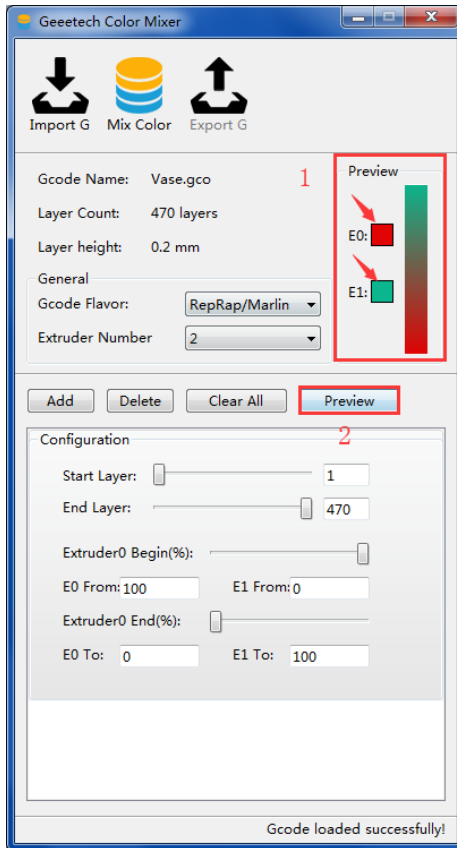 Geeetech Color Mixer
Import G Mix Color Export G
Gcode Name: Vase.gco
Layer Count: 470 layers
Layer height: 0.2 mm
General
Gcode Flavor: RepRap/Marlin
Extruder Number 2
1
Preview
E0:
E1:
Add Delete Clear All Preview
2
Configuration
Start Layer: 1
End Layer: 470
Extruder0 Begin(%):
E0 From: 100 E1 From: 0
Extruder0 End(%):
E0 To: 0 E1 To: 100
Gcode loaded successfully!